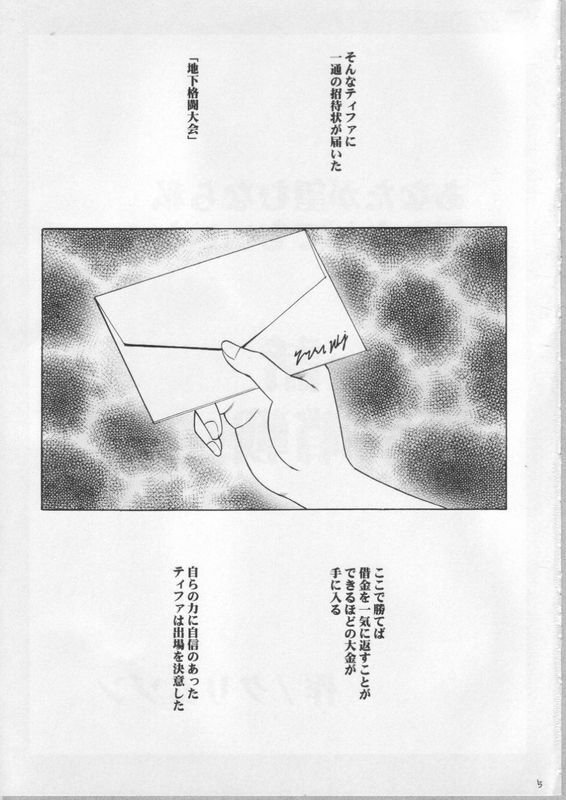 そんなティファに
一通の招待状が届いた
「地下格闘大会」
ここで勝てば
借金を一気に返すことが
できるほどの大金が
手に入る
自らの力に自信のあった
ティファは出場を決意した
5